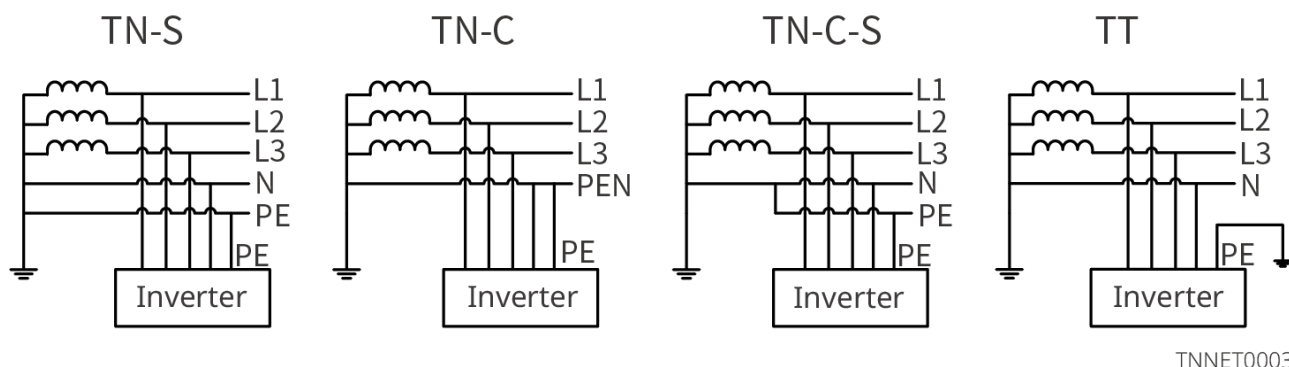 TN-S TN-C TN-C-S TT
L1 L1 L1 L1
L2 L2 L2 L2
L3 L3 L3 L3
N PEN N N
PE PE
PE PE PE PE
Inverter Inverter Inverter Inverter
TNNET0003